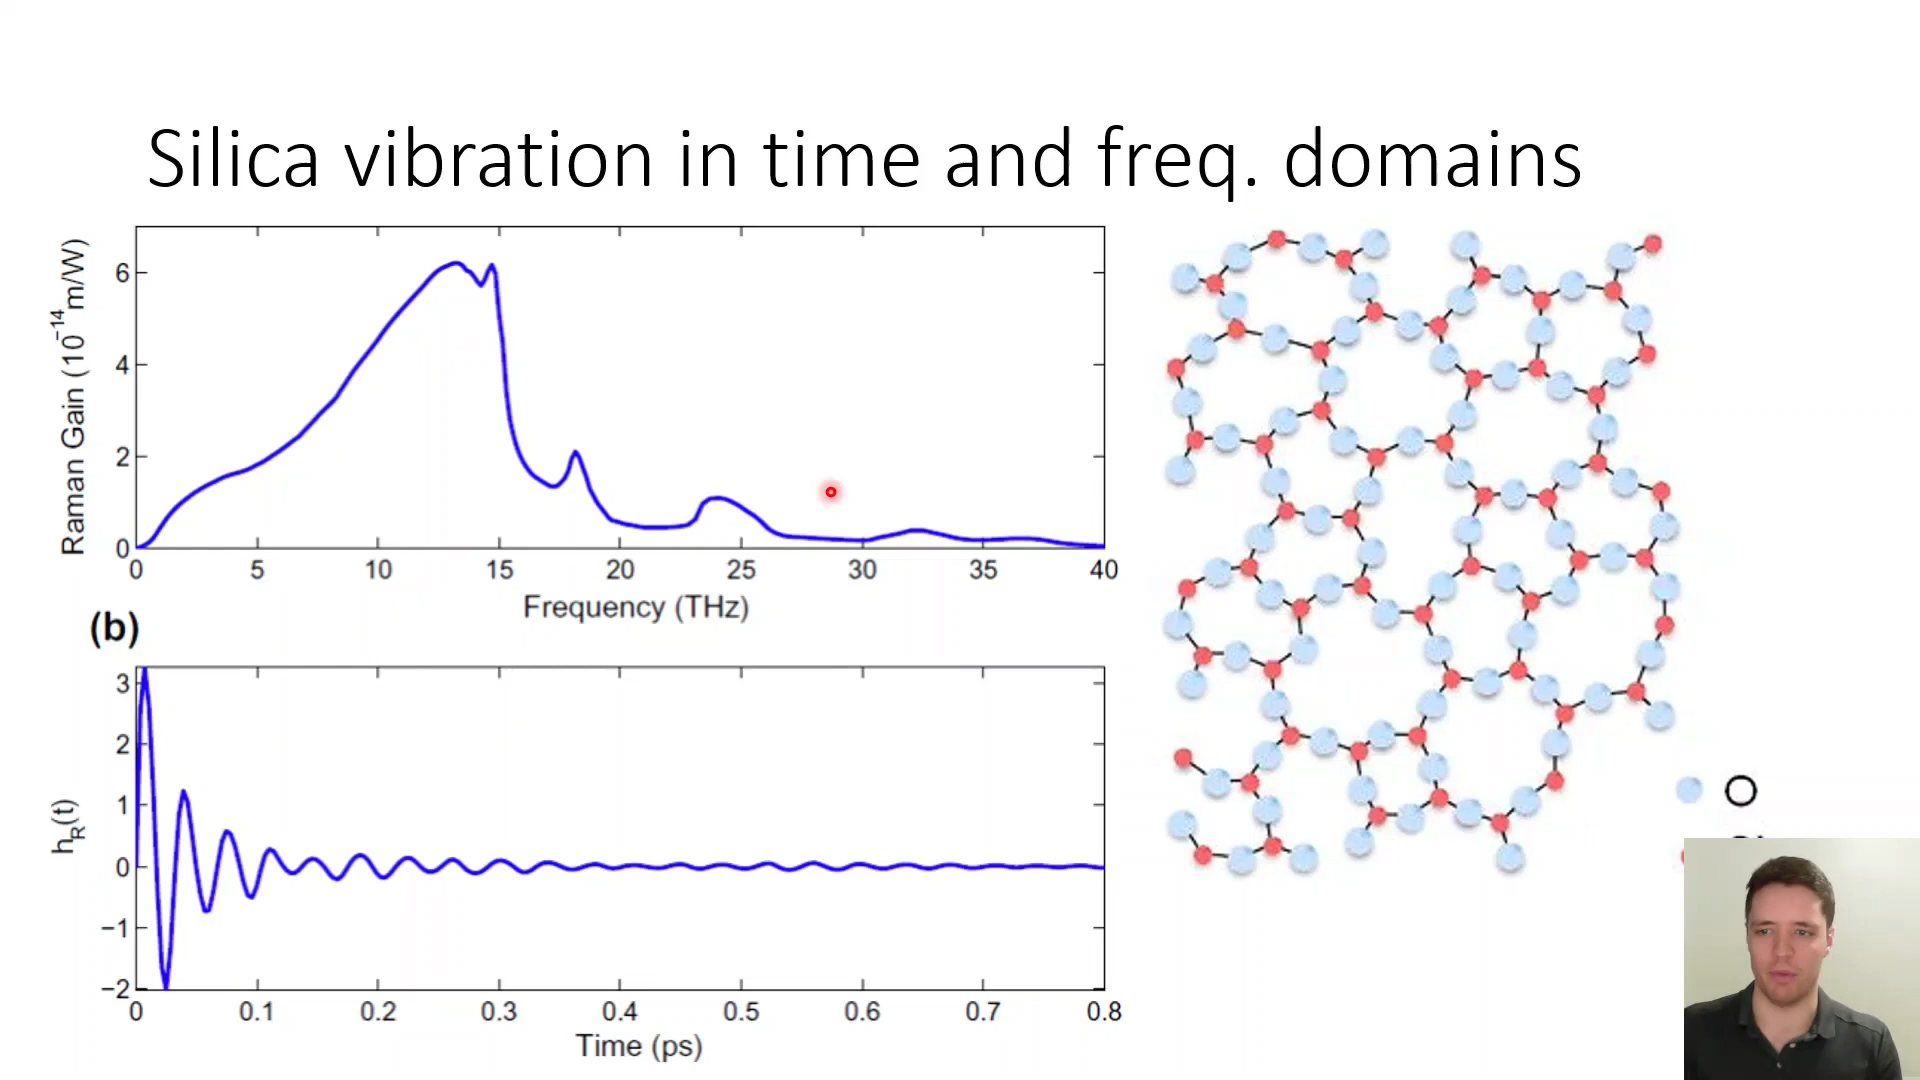 Silica vibration in time and freq. domains
Raman Gain (10⁻¹⁴m/W)
6
4
2
0
0 5 10 15 20 25 30 35 40
Frequency (THz)
(b)
h_R(t)
3
2
1
0
−1
−2
0 0.1 0.2 0.3 0.4 0.5 0.6 0.7 0.8
Time (ps)
O